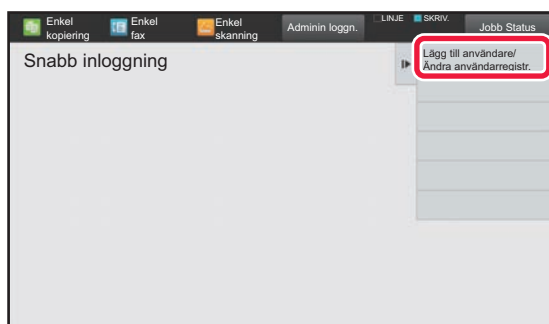 Enkel kopiering
Enkel fax
Enkel skanning
Adminin loggn.
LINJE
SKRIV.
Jobb Status
Snabb inloggning
Lägg till användare/
Ändra användarregistr.